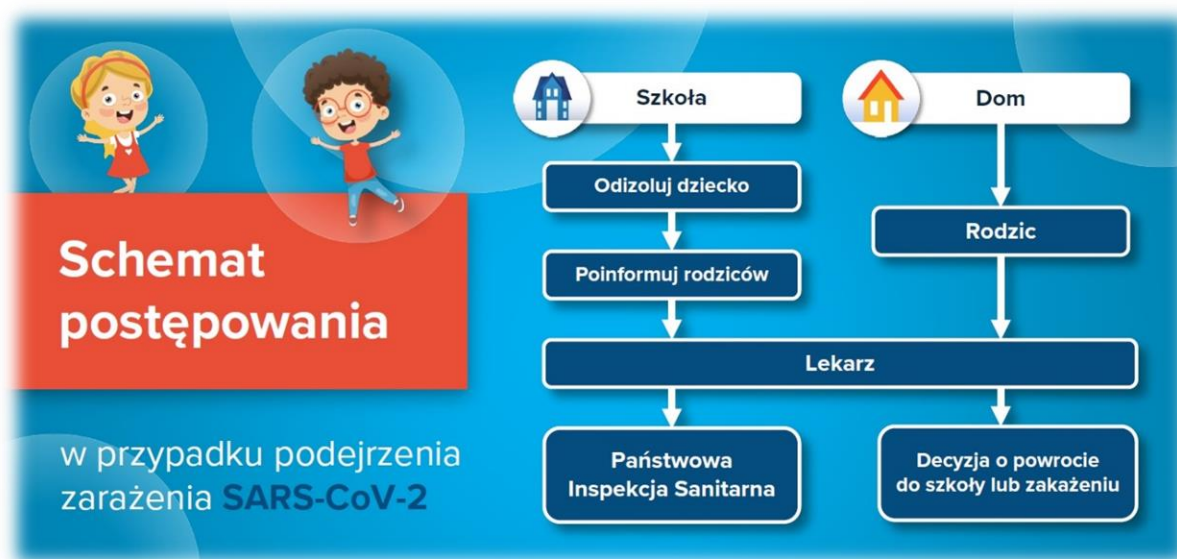 Schemat
postępowania
w przypadku podejrzenia
zarażenia SARS-CoV-2
Szkoła
Odizoluj dziecko
Poinformuj rodziców
Dom
Rodzic
Lekarz
Państwowa
Inspekcja Sanitarna
Decyzja o powrocie
do szkoły lub zakażeniu